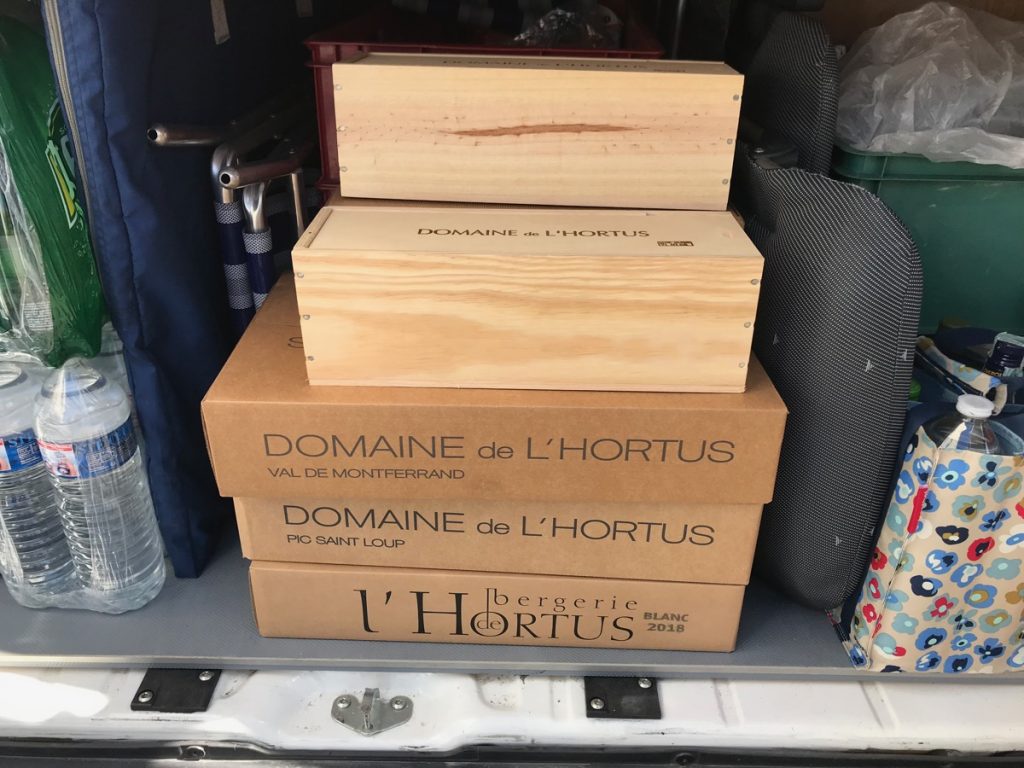 DOMAINE de L'HORTUS
DOMAINE de L'HORTUS
VAL DE MONTFERRAND
DOMAINE de L'HORTUS
PIC SAINT LOUP
bergerie
de
l'HORTUS
BLANC
2018